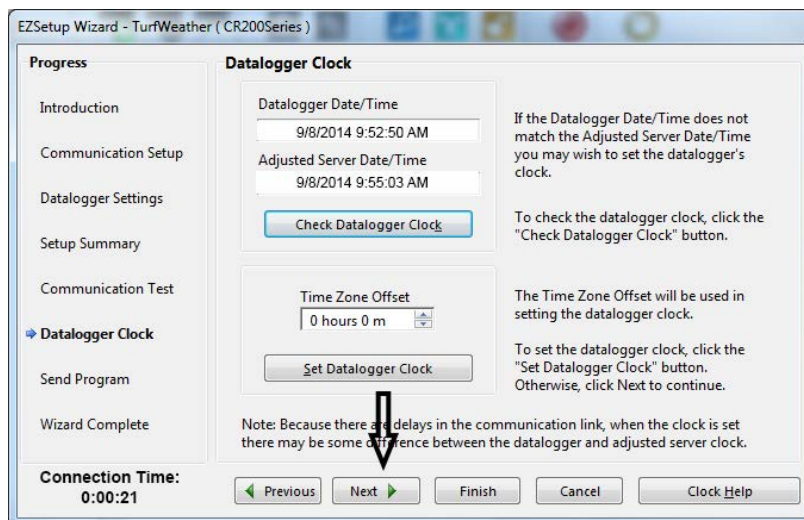 EZSetup Wizard - TurfWeather ( CR200Series )
Progress
Introduction
Communication Setup
Datalogger Settings
Setup Summary
Communication Test
Datalogger Clock
Send Program
Wizard Complete
Connection Time:
0:00:21
Datalogger Clock
Datalogger Date/Time
9/8/2014 9:52:50 AM
Adjusted Server Date/Time
9/8/2014 9:55:03 AM
Check Datalogger Clock
If the Datalogger Date/Time does not
match the Adjusted Server Date/Time
you may wish to set the datalogger's
clock.
To check the datalogger clock, click the
"Check Datalogger Clock" button.
Time Zone Offset
0 hours 0 m
Set Datalogger Clock
The Time Zone Offset will be used in
setting the datalogger clock.
To set the datalogger clock, click the
"Set Datalogger Clock" button.
Otherwise, click Next to continue.
Note: Because there are delays in the communication link, when the clock is set
there may be some difference between the datalogger and adjusted server clock.
Previous
Next
Finish
Cancel
Clock Help